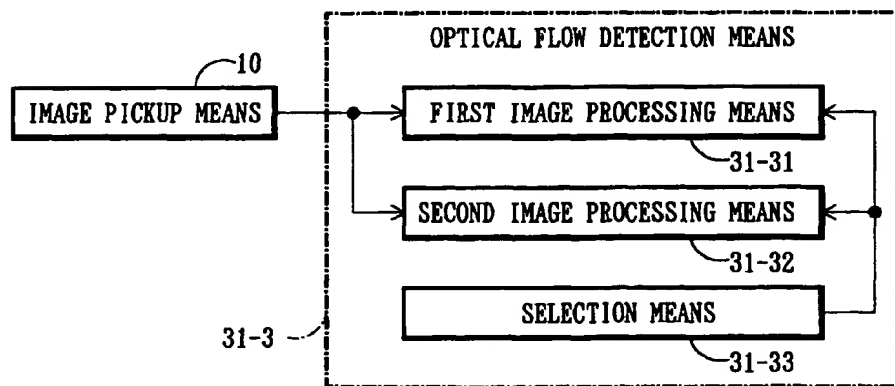 OPTICAL FLOW DETECTION MEANS
10
IMAGE PICKUP MEANS
FIRST IMAGE PROCESSING MEANS
31-31
SECOND IMAGE PROCESSING MEANS
31-32
SELECTION MEANS
31-3
31-33